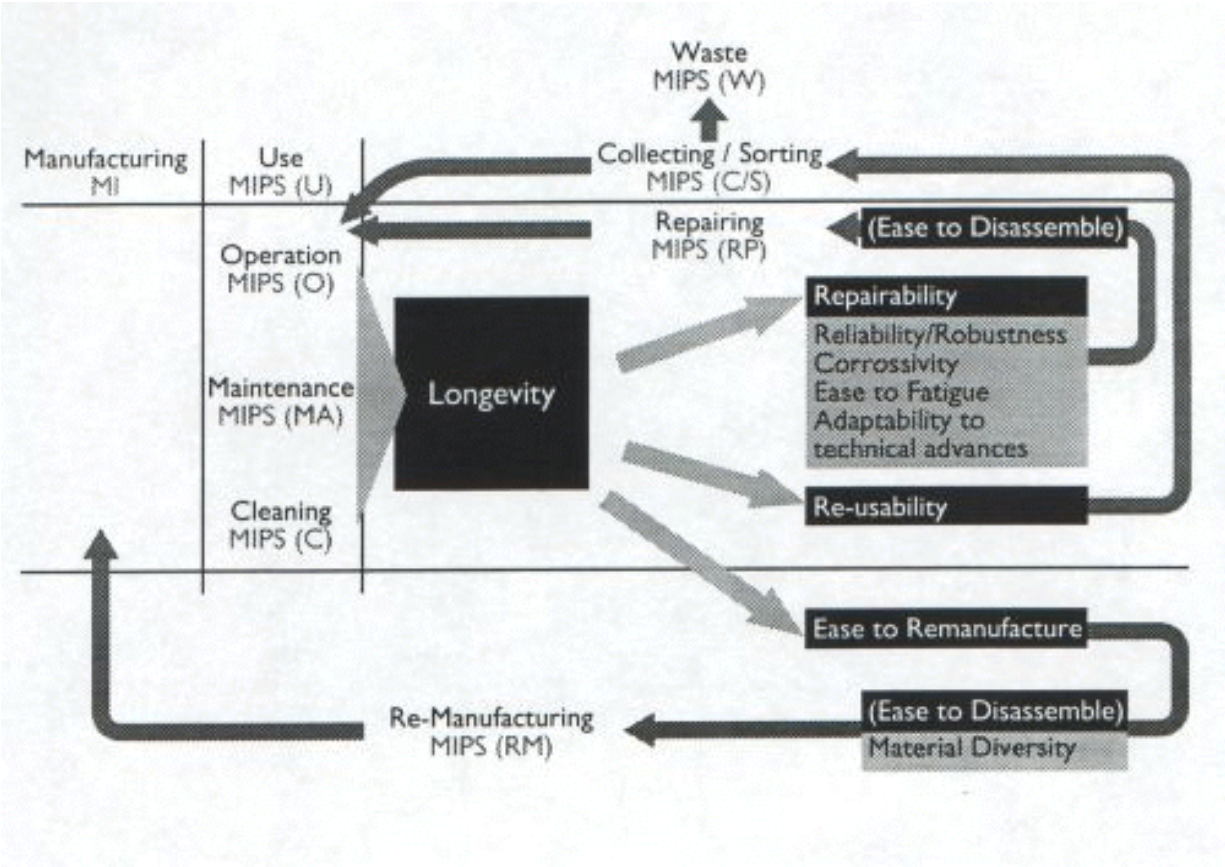 Waste
MIPS (W)
Manufacturing
MI
Use
MIPS (U)
Collecting / Sorting
MIPS (C/S)
Repairing
MIPS (RP)
(Ease to Disassemble)
Operation
MIPS (O)
Repairability
Reliability/Robustness
Corrossivity
Ease to Fatigue
Adaptability to
technical advances
Maintenance
MIPS (MA)
Longevity
Cleaning
MIPS (C)
Re-usability
Ease to Remanufacture
Re-Manufacturing
MIPS (RM)
(Ease to Disassemble)
Material Diversity